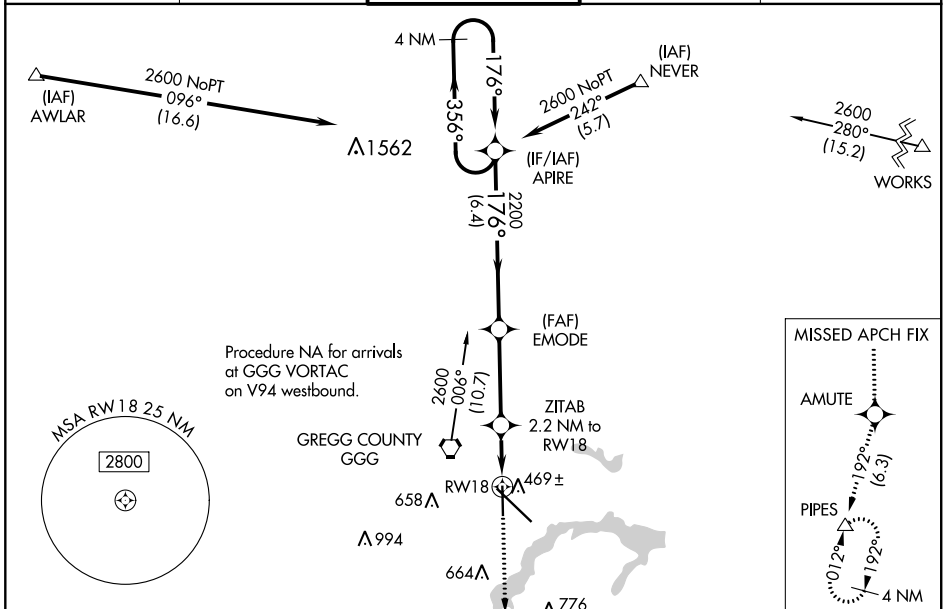 4 NM
176°
356°
(IAF)
NEVER
2600 NoPT
242°
(5.7)
2600 NoPT
096°
(16.6)
(IAF)
AWLAR
1562
(IF/IAF)
APIRE
2600
280°
(15.2)
WORKS
2200
176°
(6.4)
(FAF)
EMODE
Procedure NA for arrivals
at GGG VORTAC
on V94 westbound.
2600
006°
(10.7)
GREGG COUNTY
GGG
ZITAB
2.2 NM to
RW18
RW18
469±
658
994
664
776
MSA RW18 25 NM
2800
MISSED APCH FIX
AMUTE
192°
(6.3)
PIPES
012°
192°
4 NM